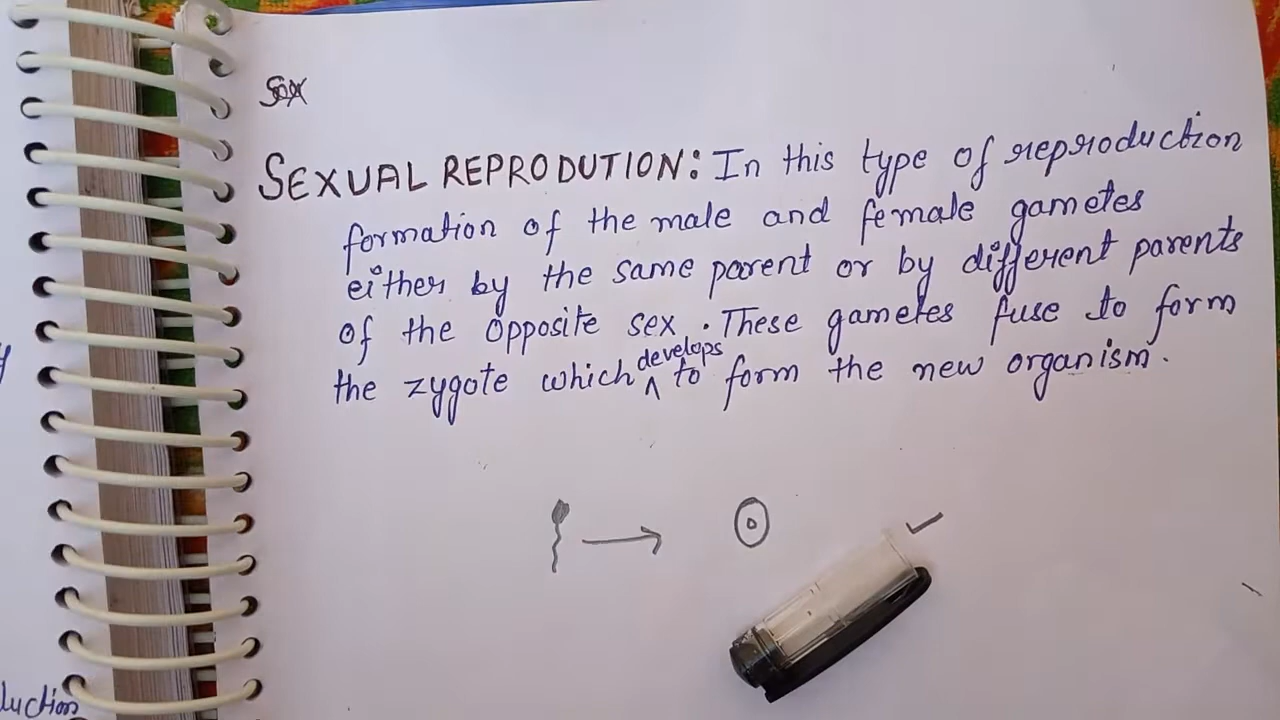 SEXUAL REPRODUTION: In this type of reproduction
formation of the male and female gametes
either by the same parent or by different parents
of the opposite sex. These gametes fuse to form
the zygote which develops to form the new organism.
duction